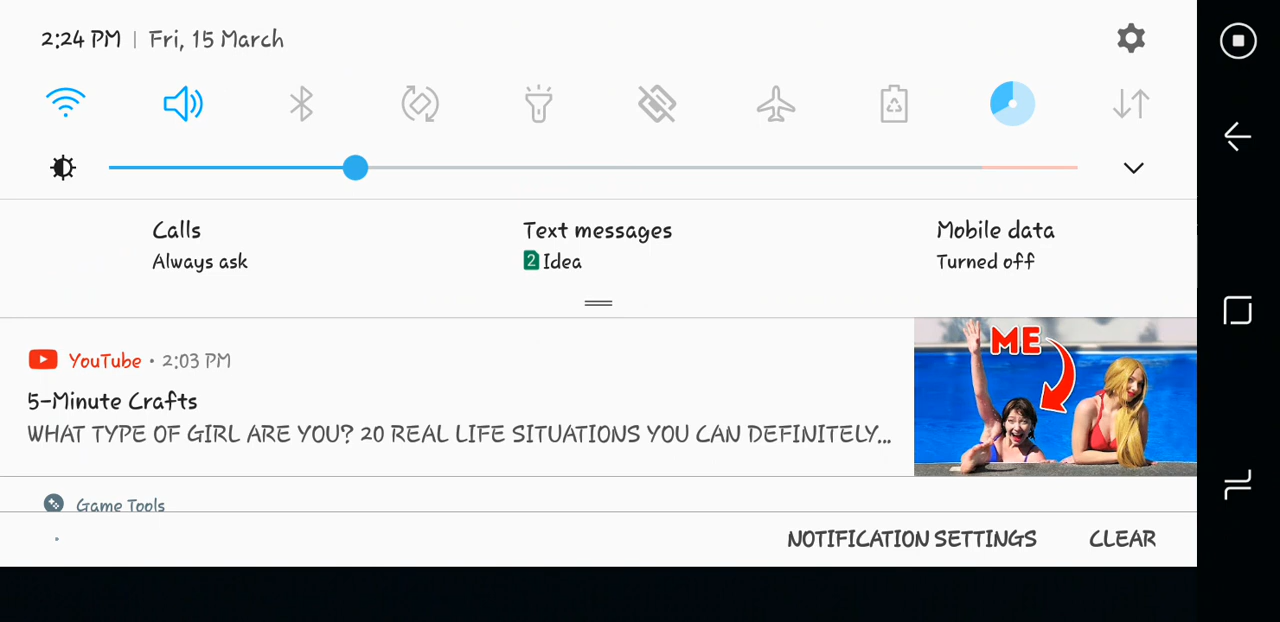 2:24 PM | Fri, 15 March
Calls
Always ask
Text messages
2 Idea
Mobile data
Turned off
YouTube • 2:03 PM
5-Minute Crafts
WHAT TYPE OF GIRL ARE YOU? 20 REAL LIFE SITUATIONS YOU CAN DEFINITELY...
ME
Game Tools
NOTIFICATION SETTINGS
CLEAR